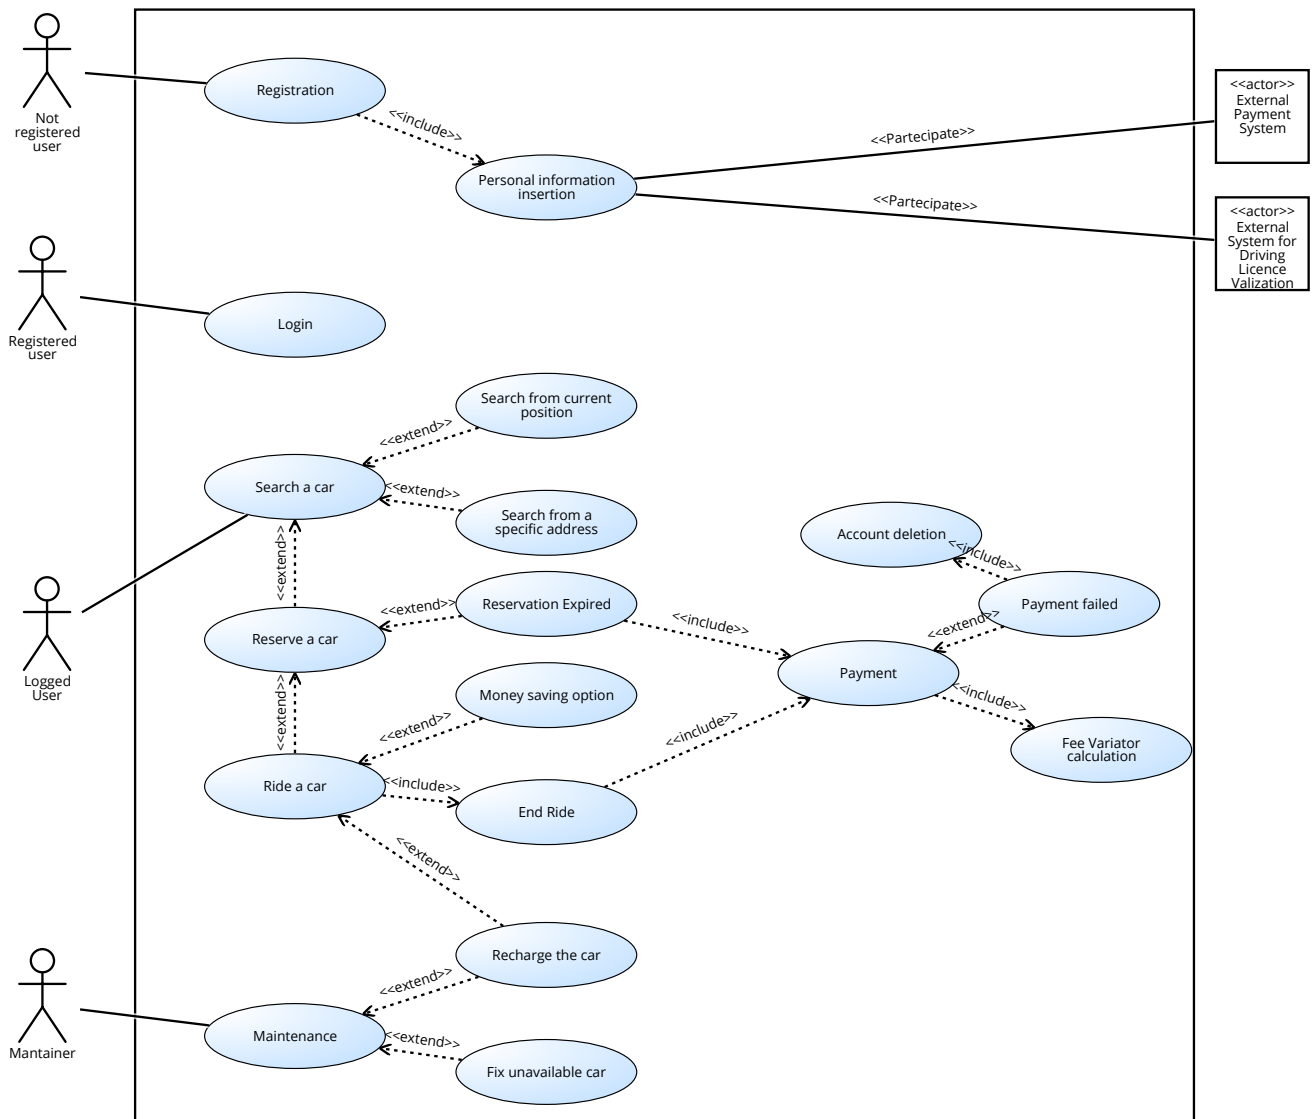 Not
registered
user
Registration
<<include>>
Personal information
insertion
<<Partecipate>>
<<Partecipate>>
<<actor>>
External
Payment
System
<<actor>>
External
System for
Driving
Licence
Valization
Registered
user
Login
Search from current
position
<<extend>>
Search a car
<<extend>>
Search from a
specific address
<<extend>>
Account deletion
<<include>>
Payment failed
<<extend>>
Logged
User
Reserve a car
<<extend>>
Reservation Expired
<<include>>
Payment
<<include>>
Fee Variator
calculation
<<extend>>
Money saving option
<<extend>>
<<include>>
Ride a car
<<include>>
End Ride
<<extend>>
Recharge the car
<<extend>>
Mantainer
Maintenance
<<extend>>
Fix unavailable car